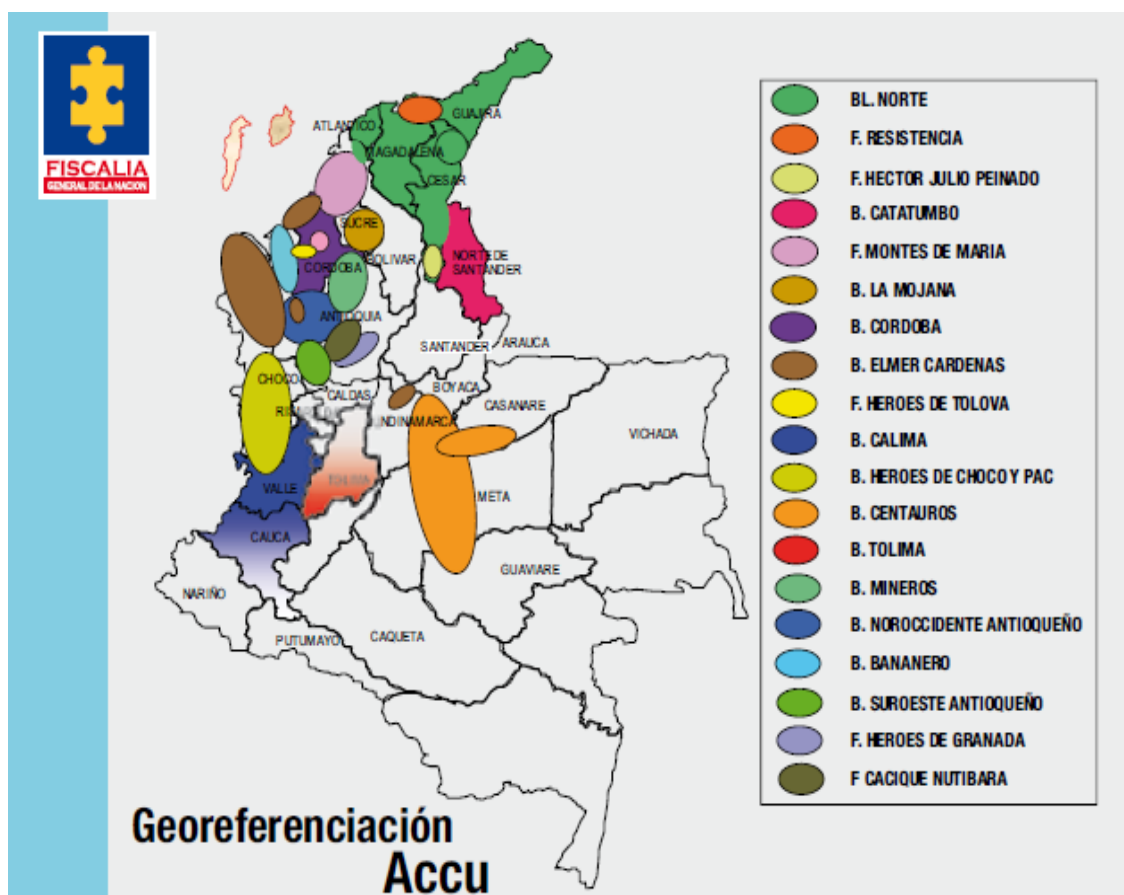 FISCALIA
GENERAL DE LA NACION
GUAJIRA
ATLANTICO
MAGADALENA
CESAR
SUCRE
BOLIVAR
NORTE DE
SANTANDER
CORDOBA
ANTIOQUIA
SANTANDER
ARAUCA
CHOCO
CALDAS
BOYACA
CASANARE
UNDINAMARCA
VICHADA
TOLIMA
VALLE
META
CAUCA
GUAVIARE
NARIÑO
PUTUMAYO
CAQUETA
BL. NORTE
F. RESISTENCIA
F. HECTOR JULIO PEINADO
B. CATATUMBO
F. MONTES DE MARIA
B. LA MOJANA
B. CORDOBA
B. ELMER CARDENAS
F. HEROES DE TOLOVA
B. CALIMA
B. HEROES DE CHOCO Y PAC
B. CENTAUROS
B. TOLIMA
B. MINEROS
B. NOROCCIDENTE ANTIOQUEÑO
B. BANANERO
B. SUROESTE ANTIOQUEÑO
F. HEROES DE GRANADA
F CACIQUE NUTIBARA
Georeferenciación
Accu